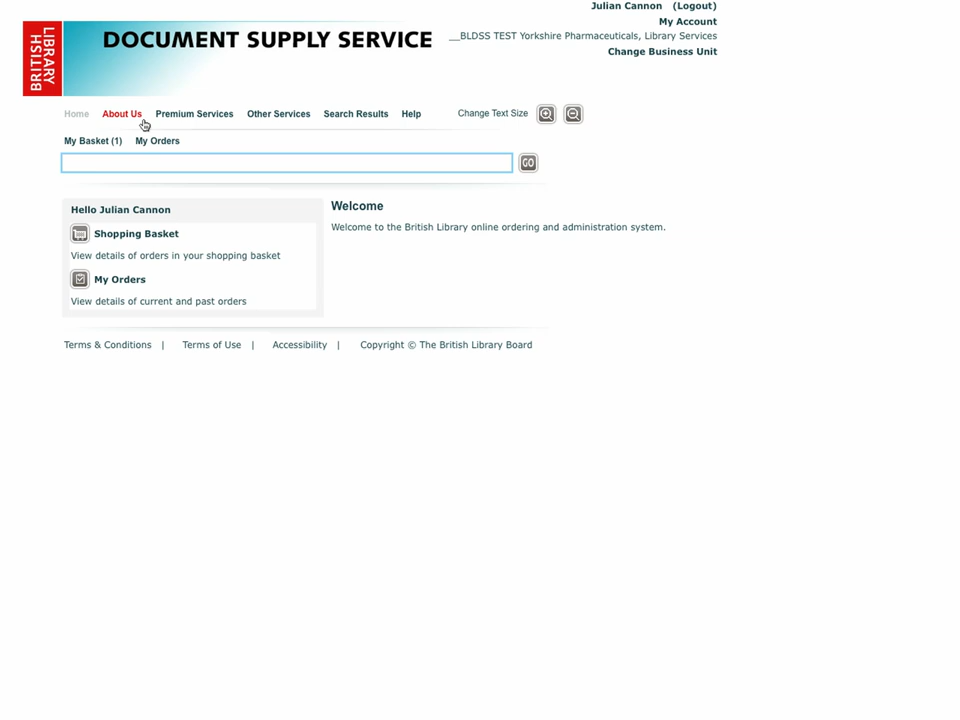 Julian Cannon (Logout)
My Account
__BLDSS TEST Yorkshire Pharmaceuticals, Library Services
Change Business Unit
BRITISH
LIBRARY
DOCUMENT SUPPLY SERVICE
Home About Us Premium Services Other Services Search Results Help Change Text Size
My Basket (1) My Orders
GO
Hello Julian Cannon
Shopping Basket
View details of orders in your shopping basket
My Orders
View details of current and past orders
Welcome
Welcome to the British Library online ordering and administration system.
Terms & Conditions | Terms of Use | Accessibility | Copyright © The British Library Board